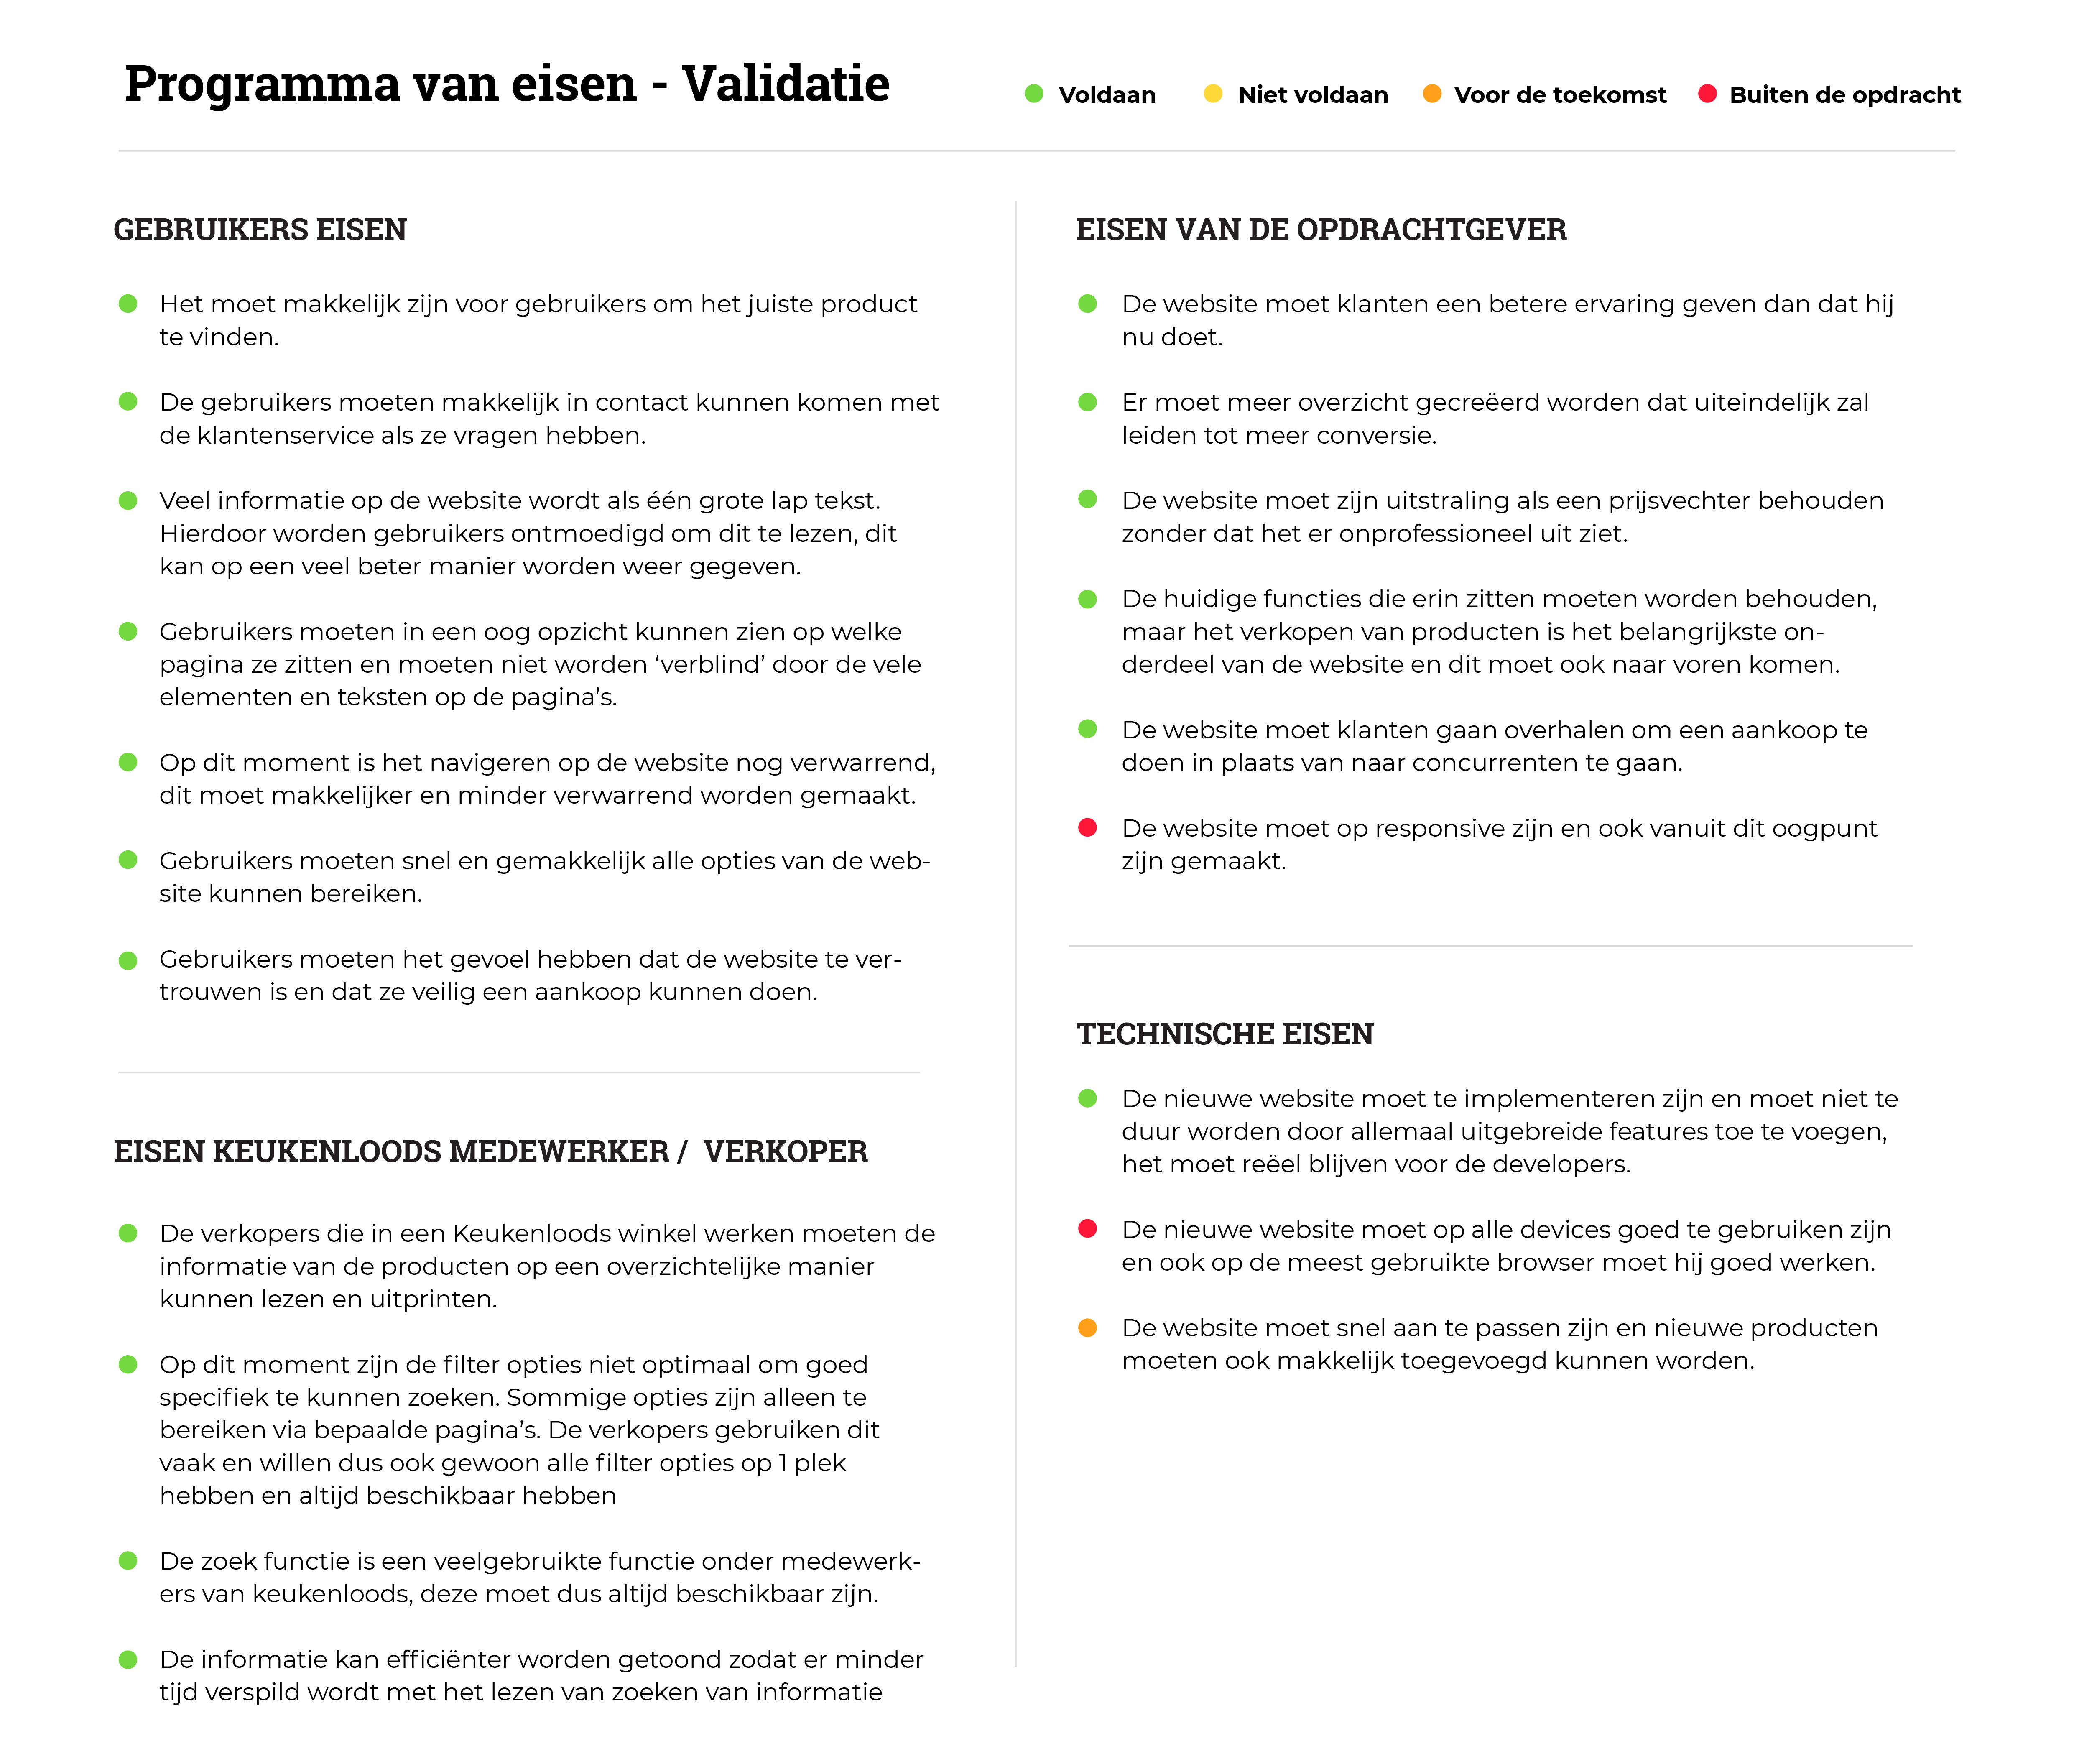 Programma van eisen - Validatie
Voldaan
Niet voldaan
Voor de toekomst
Buiten de opdracht
GEBRUIKERS EISEN
Het moet makkelijk zijn voor gebruikers om het juiste product
te vinden.
De gebruikers moeten makkelijk in contact kunnen komen met
de klantenservice als ze vragen hebben.
Veel informatie op de website wordt als één grote lap tekst.
Hierdoor worden gebruikers ontmoedigd om dit te lezen, dit
kan op een veel beter manier worden weer gegeven.
Gebruikers moeten in een oog opzicht kunnen zien op welke
pagina ze zitten en moeten niet worden ‘verblind’ door de vele
elementen en teksten op de pagina’s.
Op dit moment is het navigeren op de website nog verwarrend,
dit moet makkelijker en minder verwarrend worden gemaakt.
Gebruikers moeten snel en gemakkelijk alle opties van de web-
site kunnen bereiken.
Gebruikers moeten het gevoel hebben dat de website te ver-
trouwen is en dat ze veilig een aankoop kunnen doen.
EISEN KEUKENLOODS MEDEWERKER /  VERKOPER
De verkopers die in een Keukenloods winkel werken moeten de
informatie van de producten op een overzichtelijke manier
kunnen lezen en uitprinten.
Op dit moment zijn de filter opties niet optimaal om goed
specifiek te kunnen zoeken. Sommige opties zijn alleen te
bereiken via bepaalde pagina’s. De verkopers gebruiken dit
vaak en willen dus ook gewoon alle filter opties op 1 plek
hebben en altijd beschikbaar hebben
De zoek functie is een veelgebruikte functie onder medewerk-
ers van keukenloods, deze moet dus altijd beschikbaar zijn.
De informatie kan efficiënter worden getoond zodat er minder
tijd verspild wordt met het lezen van zoeken van informatie
EISEN VAN DE OPDRACHTGEVER
De website moet klanten een betere ervaring geven dan dat hij
nu doet.
Er moet meer overzicht gecreëerd worden dat uiteindelijk zal
leiden tot meer conversie.
De website moet zijn uitstraling als een prijsvechter behouden
zonder dat het er onprofessioneel uit ziet.
De huidige functies die erin zitten moeten worden behouden,
maar het verkopen van producten is het belangrijkste on-
derdeel van de website en dit moet ook naar voren komen.
De website moet klanten gaan overhalen om een aankoop te
doen in plaats van naar concurrenten te gaan.
De website moet op responsive zijn en ook vanuit dit oogpunt
zijn gemaakt.
TECHNISCHE EISEN
De nieuwe website moet te implementeren zijn en moet niet te
duur worden door allemaal uitgebreide features toe te voegen,
het moet reëel blijven voor de developers.
De nieuwe website moet op alle devices goed te gebruiken zijn
en ook op de meest gebruikte browser moet hij goed werken.
De website moet snel aan te passen zijn en nieuwe producten
moeten ook makkelijk toegevoegd kunnen worden.